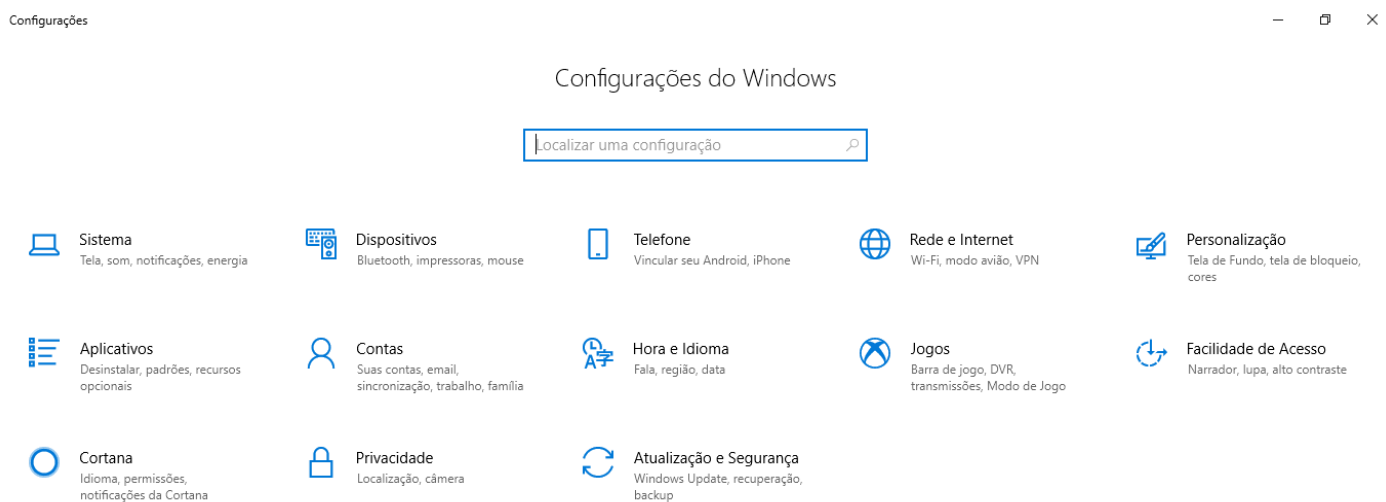 Configurações
Configurações do Windows
Localizar uma configuração
Sistema
Tela, som, notificações, energia
Dispositivos
Bluetooth, impressoras, mouse
Telefone
Vincular seu Android, iPhone
Rede e Internet
Wi-Fi, modo avião, VPN
Personalização
Tela de Fundo, tela de bloqueio,
cores
Aplicativos
Desinstalar, padrões, recursos
opcionais
Contas
Suas contas, email,
sincronização, trabalho, família
Hora e Idioma
Fala, região, data
Jogos
Barra de jogo, DVR,
transmissões, Modo de Jogo
Facilidade de Acesso
Narrador, lupa, alto contraste
Cortana
Idioma, permissões,
notificações da Cortana
Privacidade
Localização, câmera
Atualização e Segurança
Windows Update, recuperação,
backup